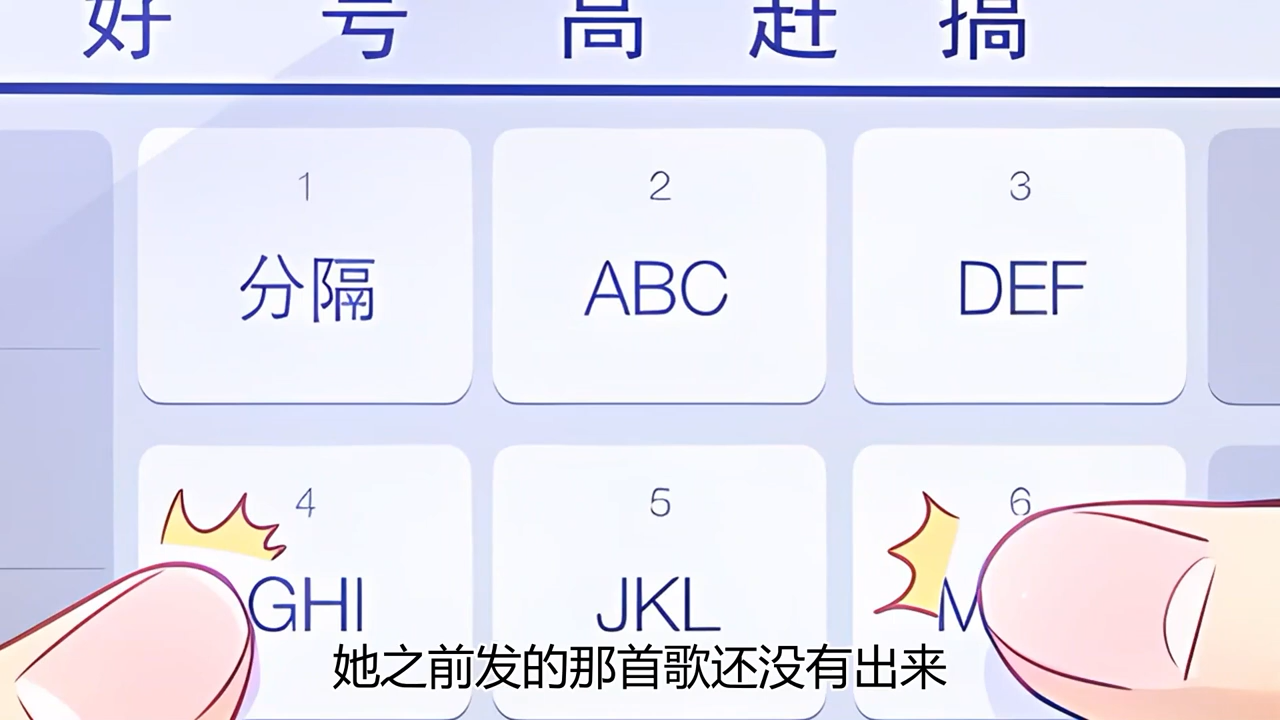 好 号 高 赶 搞
1 2 3
分隔 ABC DEF
4 5 6
GHI JKL M
她之前发的那首歌还没有出来